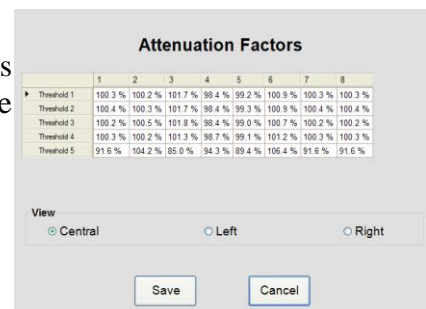 s
e
Attenuation Factors
1 2 3 4 5 6 7 8
Threshold 1 100.3 % 100.2 % 101.7 % 98.4 % 99.2 % 100.9 % 100.3 % 100.3 %
Threshold 2 100.4 % 100.3 % 101.7 % 98.4 % 99.3 % 100.9 % 100.4 % 100.4 %
Threshold 3 100.2 % 100.5 % 101.8 % 98.4 % 99.0 % 100.7 % 100.2 % 100.2 %
Threshold 4 100.3 % 100.2 % 101.3 % 98.7 % 99.1 % 101.2 % 100.3 % 100.3 %
Threshold 5 91.6 % 104.2 % 85.0 % 94.3 % 89.4 % 106.4 % 91.6 % 91.6 %
View
Central Left Right
Save Cancel